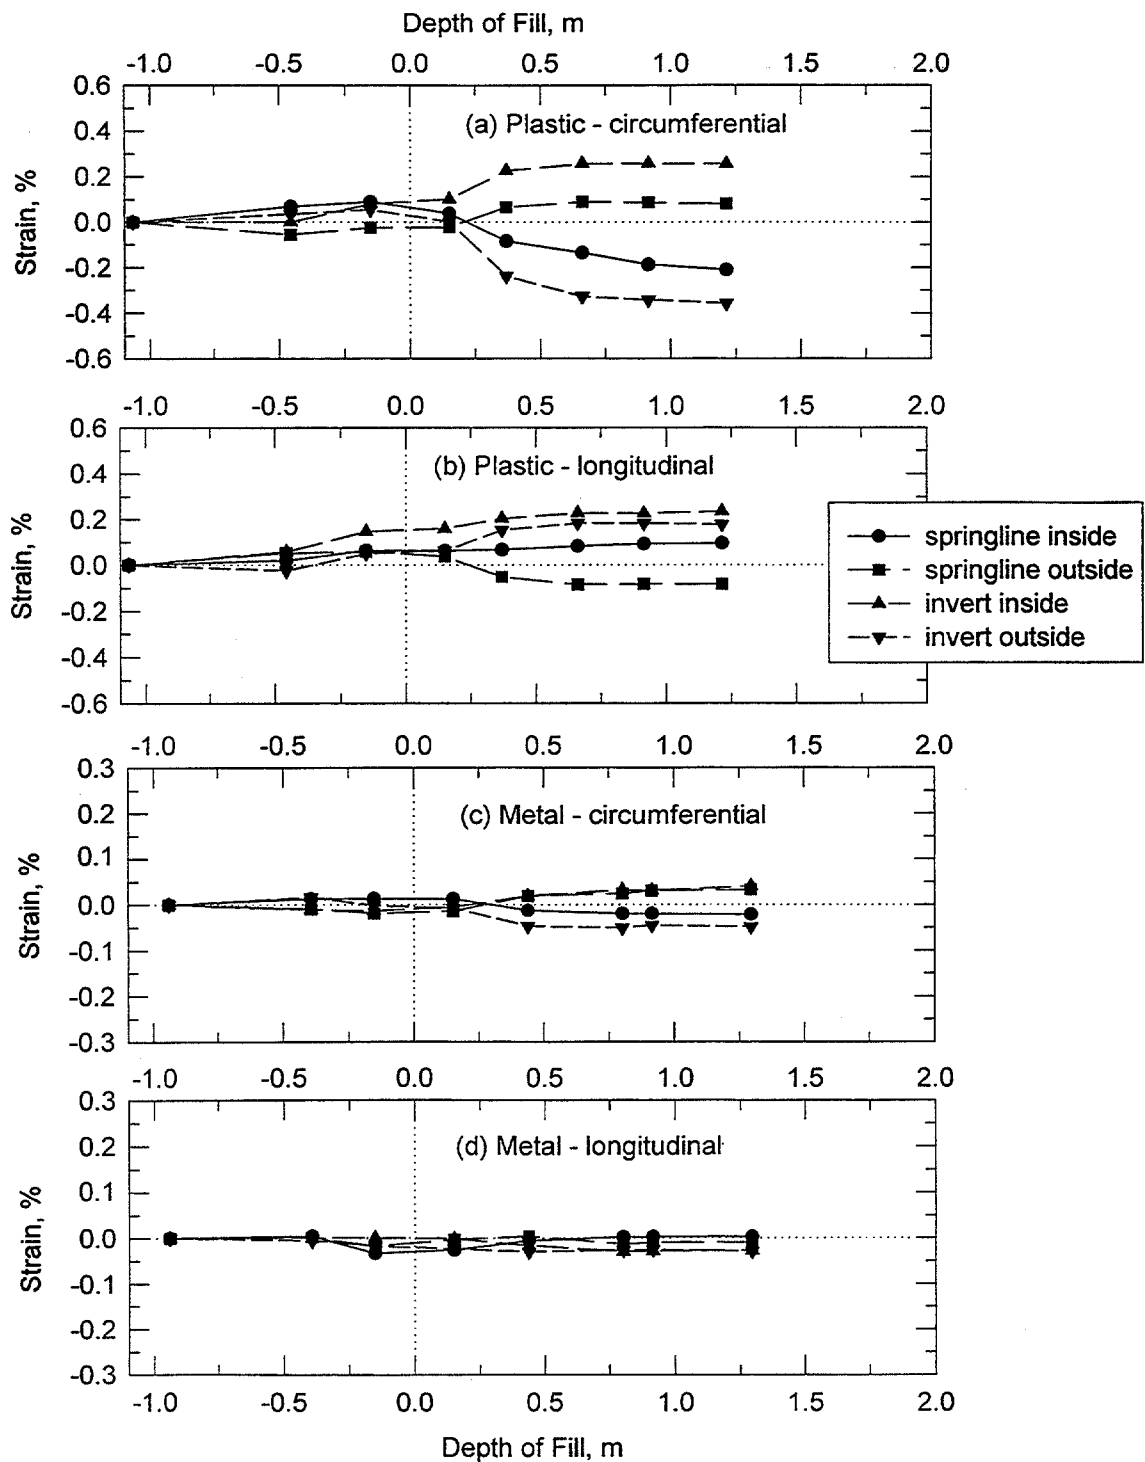 Depth of Fill, m
-1.0 -0.5 0.0 0.5 1.0 1.5 2.0
0.6
(a) Plastic - circumferential
0.4
0.2
0.0
-0.2
-0.4
-0.6
Strain, %
-1.0 -0.5 0.0 0.5 1.0 1.5 2.0
0.6
(b) Plastic - longitudinal
0.4
0.2
0.0
-0.2
-0.4
-0.6
Strain, %
springline inside
springline outside
invert inside
invert outside
-1.0 -0.5 0.0 0.5 1.0 1.5 2.0
0.3
(c) Metal - circumferential
0.2
0.1
0.0
-0.1
-0.2
-0.3
Strain, %
-1.0 -0.5 0.0 0.5 1.0 1.5 2.0
0.3
(d) Metal - longitudinal
0.2
0.1
0.0
-0.1
-0.2
-0.3
Strain, %
-1.0 -0.5 0.0 0.5 1.0 1.5 2.0
Depth of Fill, m